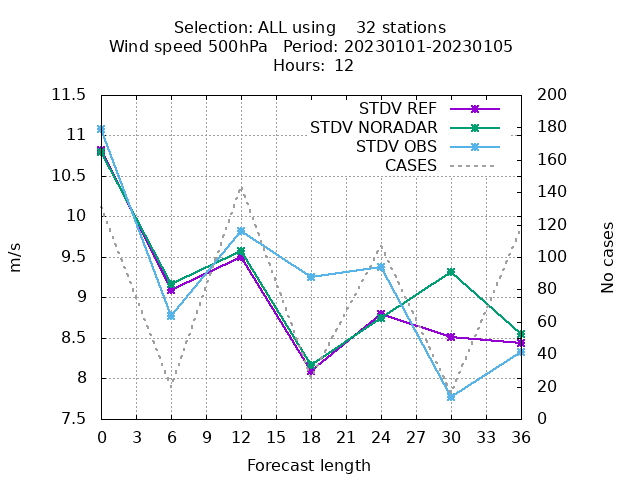 Selection: ALL using    32 stations
Wind speed 500hPa   Period: 20230101-20230105
Hours: 12
11.5
11
10.5
10
9.5
9
8.5
8
7.5
m/s
STDV REF
STDV NORADAR
STDV OBS
CASES
200
180
160
140
120
100
80
60
40
20
0
No cases
0 3 6 9 12 15 18 21 24 27 30 33 36
Forecast length